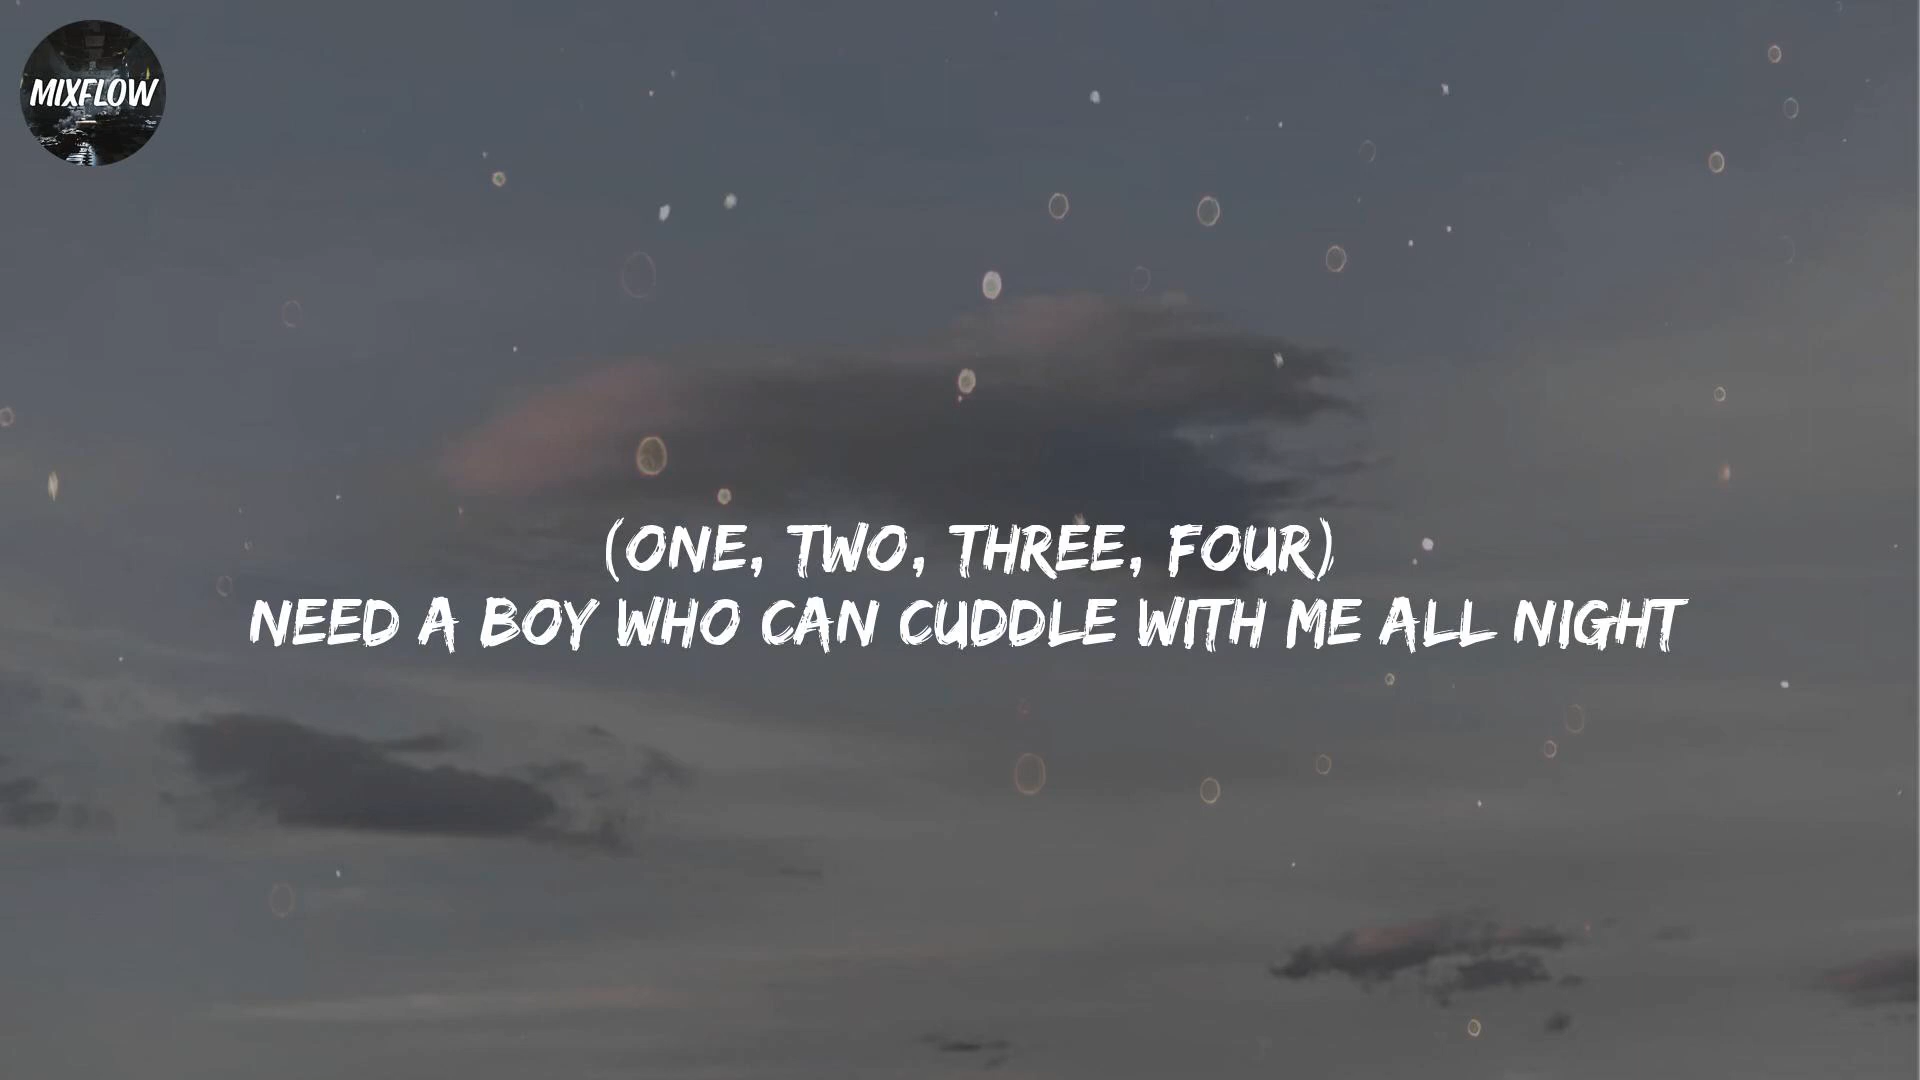 MIXFLOW
(ONE, TWO, THREE, FOUR)
NEED A BOY WHO CAN CUDDLE WITH ME ALL NIGHT